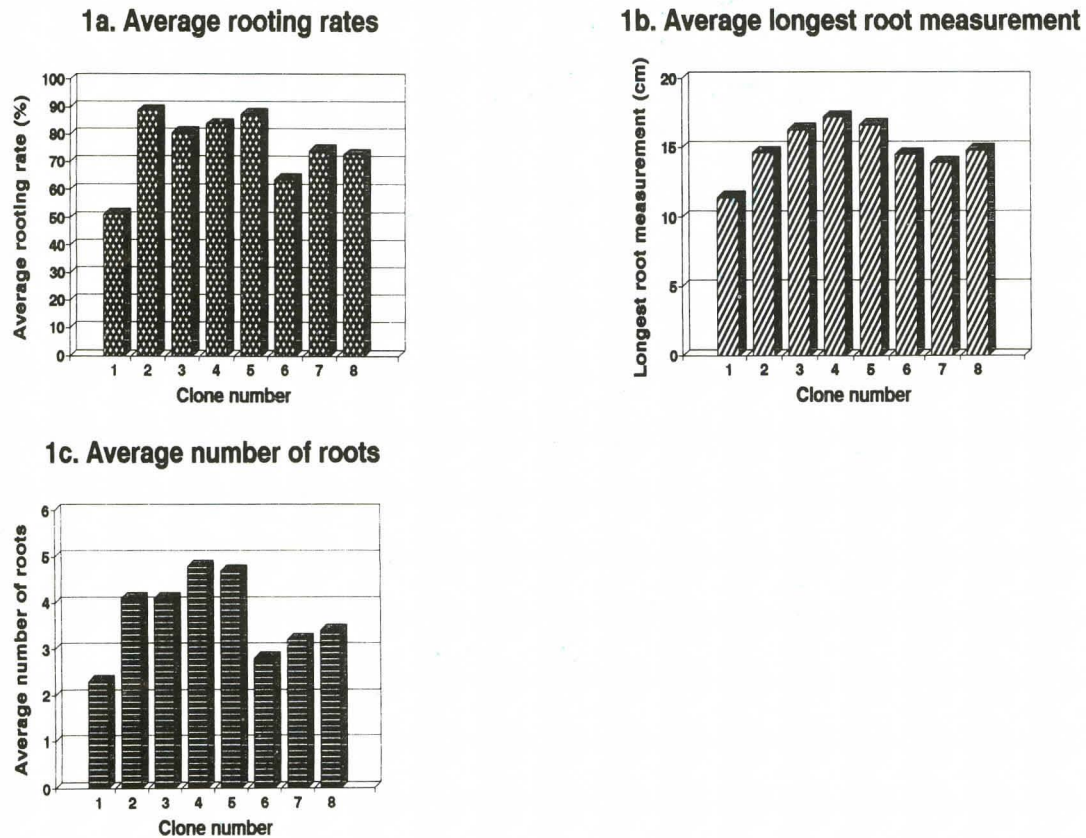 1a. Average rooting rates
Average rooting rate (%)
100
90
80
70
60
50
40
30
20
10
0
1 2 3 4 5 6 7 8
Clone number
1b. Average longest root measurement
Longest root measurement (cm)
20
15
10
5
0
1 2 3 4 5 6 7 8
Clone number
1c. Average number of roots
Average number of roots
6
5
4
3
2
1
0
1 2 3 4 5 6 7 8
Clone number